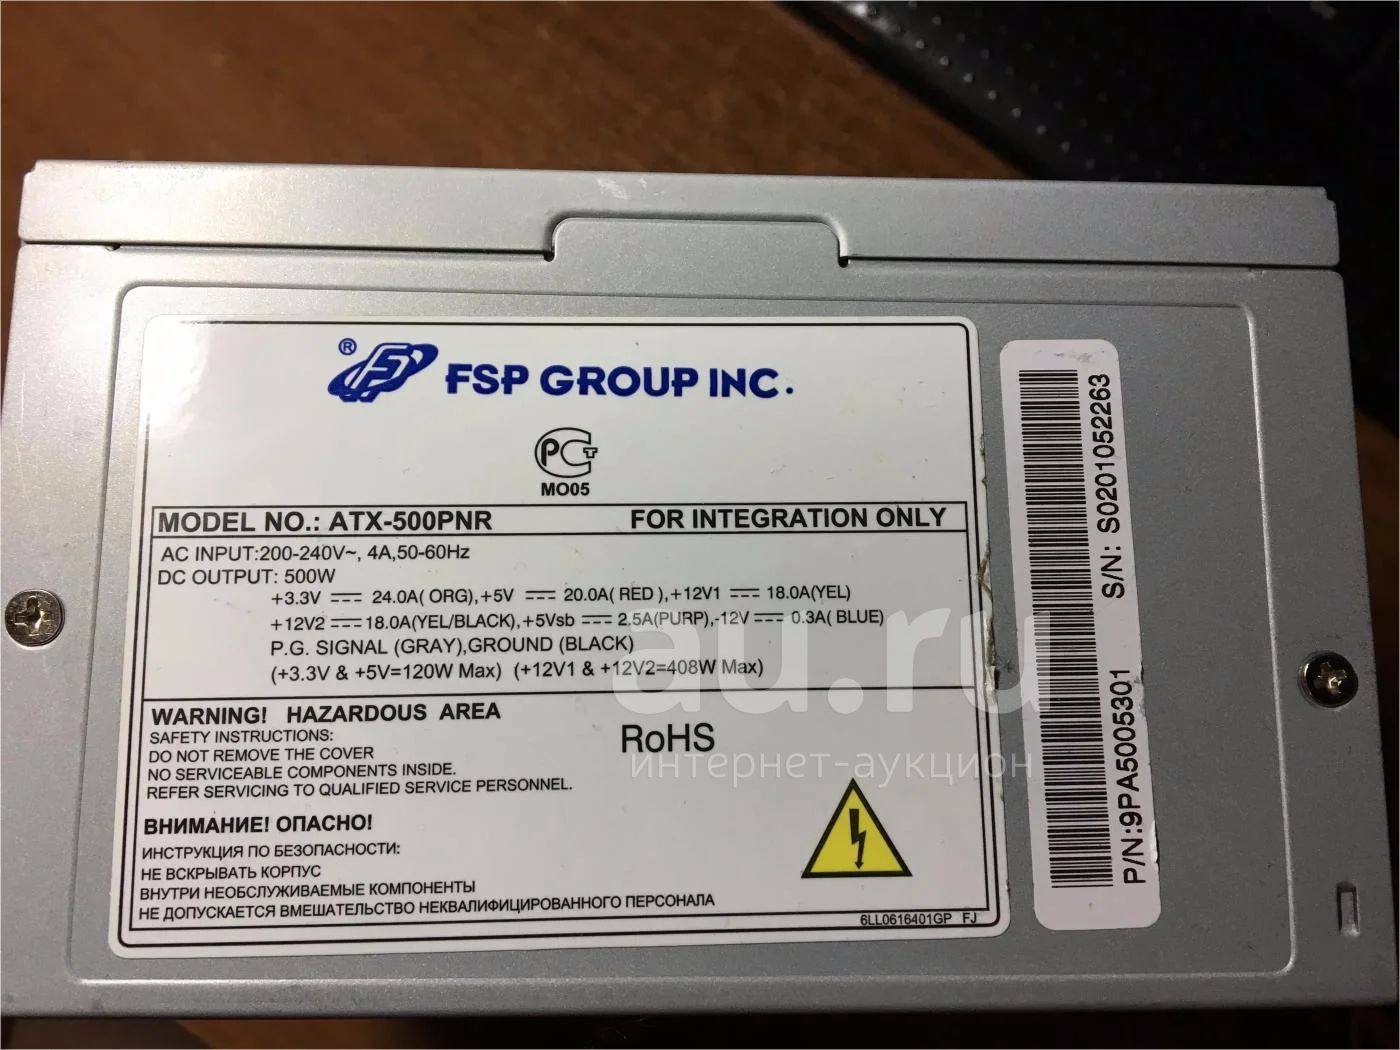 ® FSP GROUP INC.
PCT
MO05
MODEL NO.: ATX-500PNR FOR INTEGRATION ONLY
AC INPUT:200-240V~, 4A,50-60Hz
DC OUTPUT: 500W
+3.3V ⎓ 24.0A( ORG),+5V ⎓ 20.0A( RED ),+12V1 ⎓ 18.0A(YEL)
+12V2 ⎓ 18.0A(YEL/BLACK),+5Vsb ⎓ 2.5A(PURP),-12V ⎓ 0.3A( BLUE)
P.G. SIGNAL (GRAY),GROUND (BLACK)
(+3.3V & +5V=120W Max) (+12V1 & +12V2=408W Max)
WARNING! HAZARDOUS AREA
SAFETY INSTRUCTIONS:
DO NOT REMOVE THE COVER
NO SERVICEABLE COMPONENTS INSIDE.
REFER SERVICING TO QUALIFIED SERVICE PERSONNEL.
RoHS
ВНИМАНИЕ! ОПАСНО!
ИНСТРУКЦИЯ ПО БЕЗОПАСНОСТИ:
НЕ ВСКРЫВАТЬ КОРПУС
ВНУТРИ НЕОБСЛУЖИВАЕМЫЕ КОМПОНЕНТЫ
НЕ ДОПУСКАЕТСЯ ВМЕШАТЕЛЬСТВО НЕКВАЛИФИЦИРОВАННОГО ПЕРСОНАЛА
6LL0616401GP FJ
S/N: S0201052263
P/N:9PA5005301
au.ru
интернет-аукцион